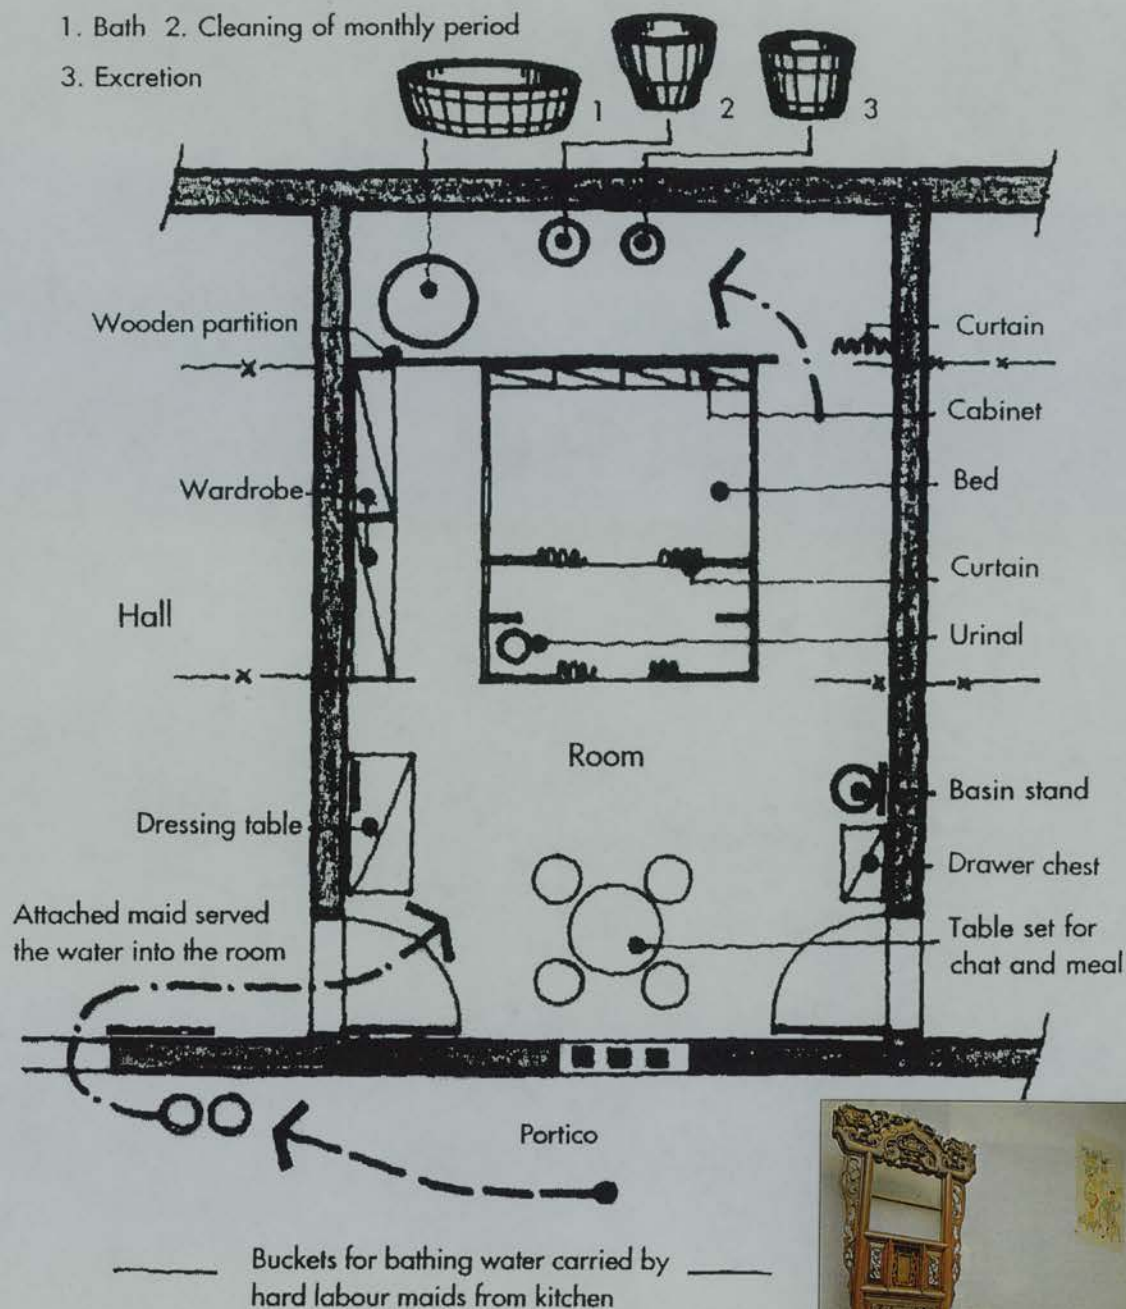 1. Bath 2. Cleaning of monthly period
3. Excretion
1
2
3
Wooden partition
Curtain
Cabinet
Wardrobe
Bed
Curtain
Hall
Urinal
Room
Basin stand
Dressing table
Drawer chest
Attached maid served
the water into the room
Table set for
chat and meal
Portico
Buckets for bathing water carried by
hard labour maids from kitchen